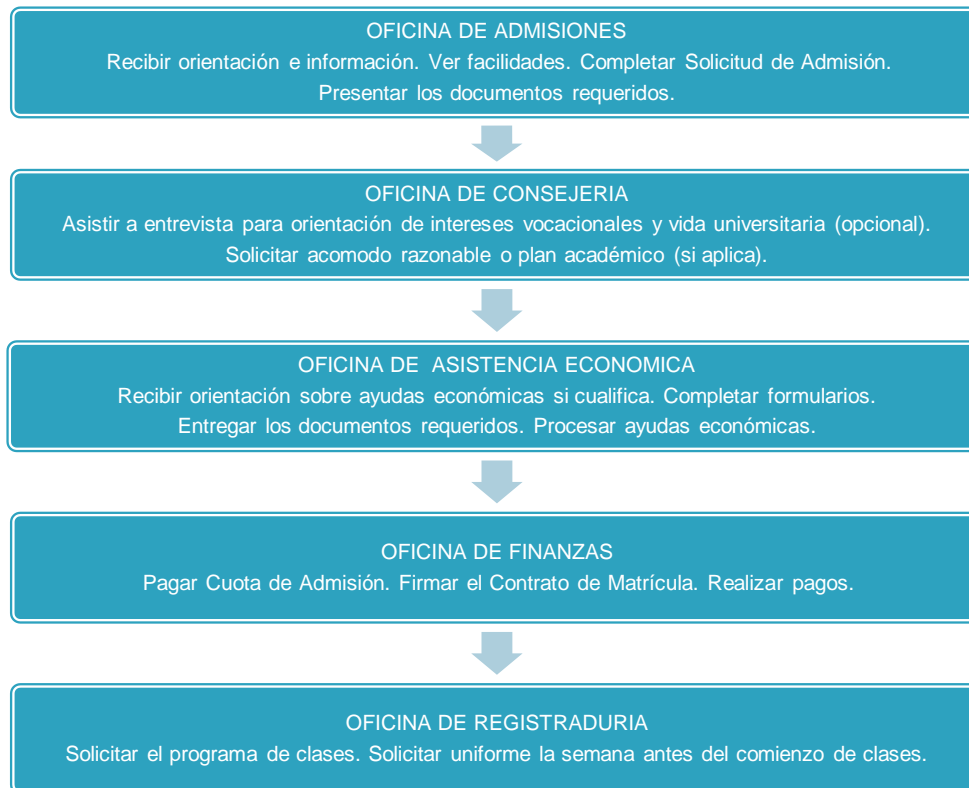 OFICINA DE ADMISIONES
Recibir orientación e información. Ver facilidades. Completar Solicitud de Admisión.
Presentar los documentos requeridos.
OFICINA DE CONSEJERIA
Asistir a entrevista para orientación de intereses vocacionales y vida universitaria (opcional).
Solicitar acomodo razonable o plan académico (si aplica).
OFICINA DE ASISTENCIA ECONOMICA
Recibir orientación sobre ayudas económicas si cualifica. Completar formularios.
Entregar los documentos requeridos. Procesar ayudas económicas.
OFICINA DE FINANZAS
Pagar Cuota de Admisión. Firmar el Contrato de Matrícula. Realizar pagos.
OFICINA DE REGISTRADURIA
Solicitar el programa de clases. Solicitar uniforme la semana antes del comienzo de clases.